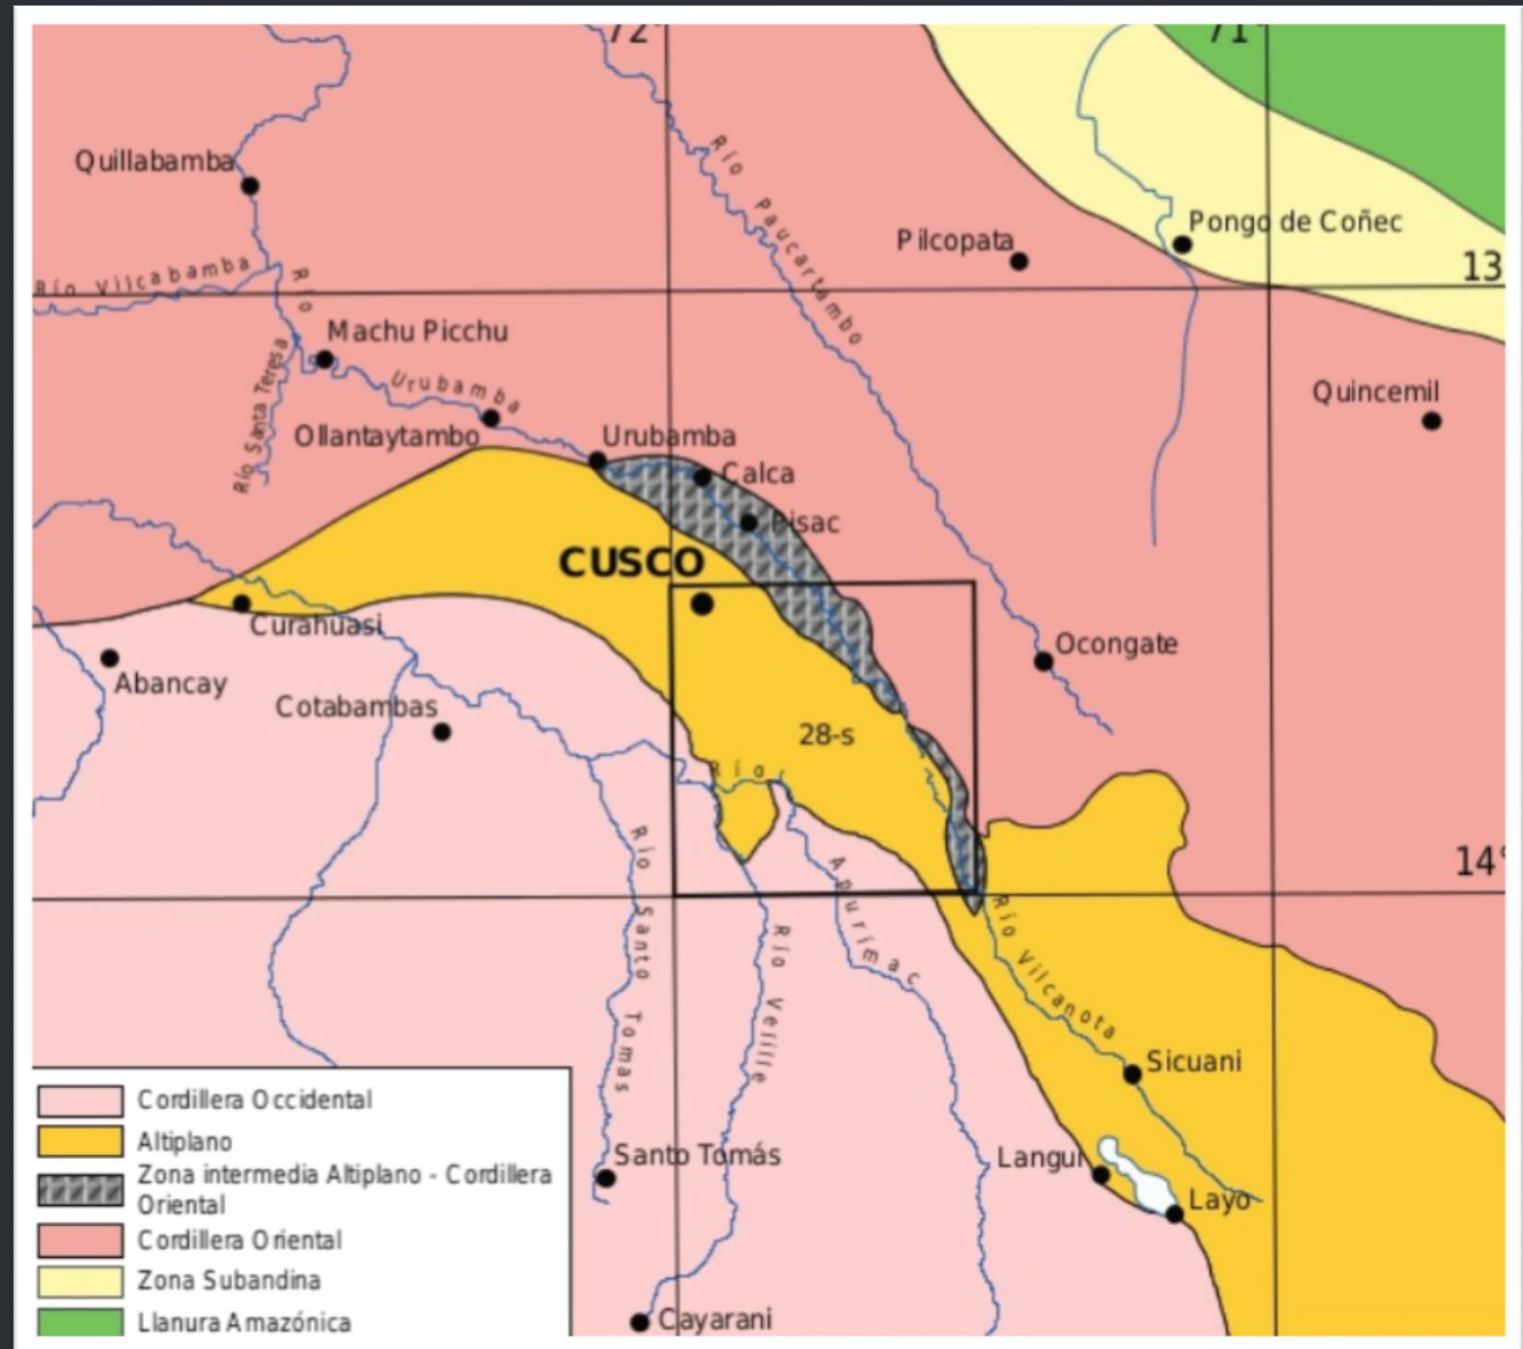 72°
71°
Quillabamba
Río Paucartambo
Pongo de Coñec
Pilcopata
13
Río Vilcabamba
Río
Machu Picchu
Urubamba
Río Santa Teresa
Quincemil
Ollantaytambo
Urubamba
Calca
Pisac
CUSCO
Curahuasi
Ocongate
Abancay
Cotabambas
28-s
Río
Apurimac
14°
Río Santo Tomas
Río Velille
Río Vilcanota
Sicuani
Santo Tomás
Langui
Layo
Cayarani
Cordillera Occidental
Altiplano
Zona intermedia Altiplano - Cordillera
Oriental
Cordillera Oriental
Zona Subandina
Llanura Amazónica